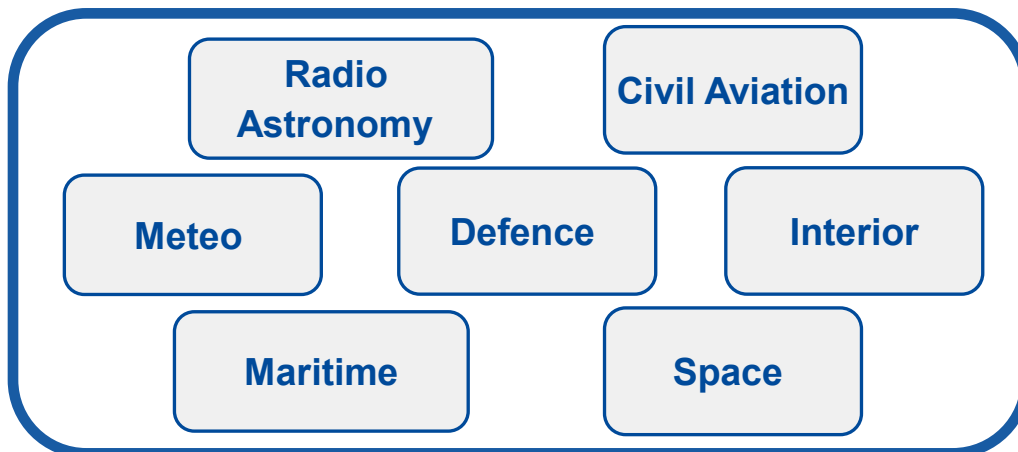 Radio
Astronomy
Civil Aviation
Meteo
Defence
Interior
Maritime
Space